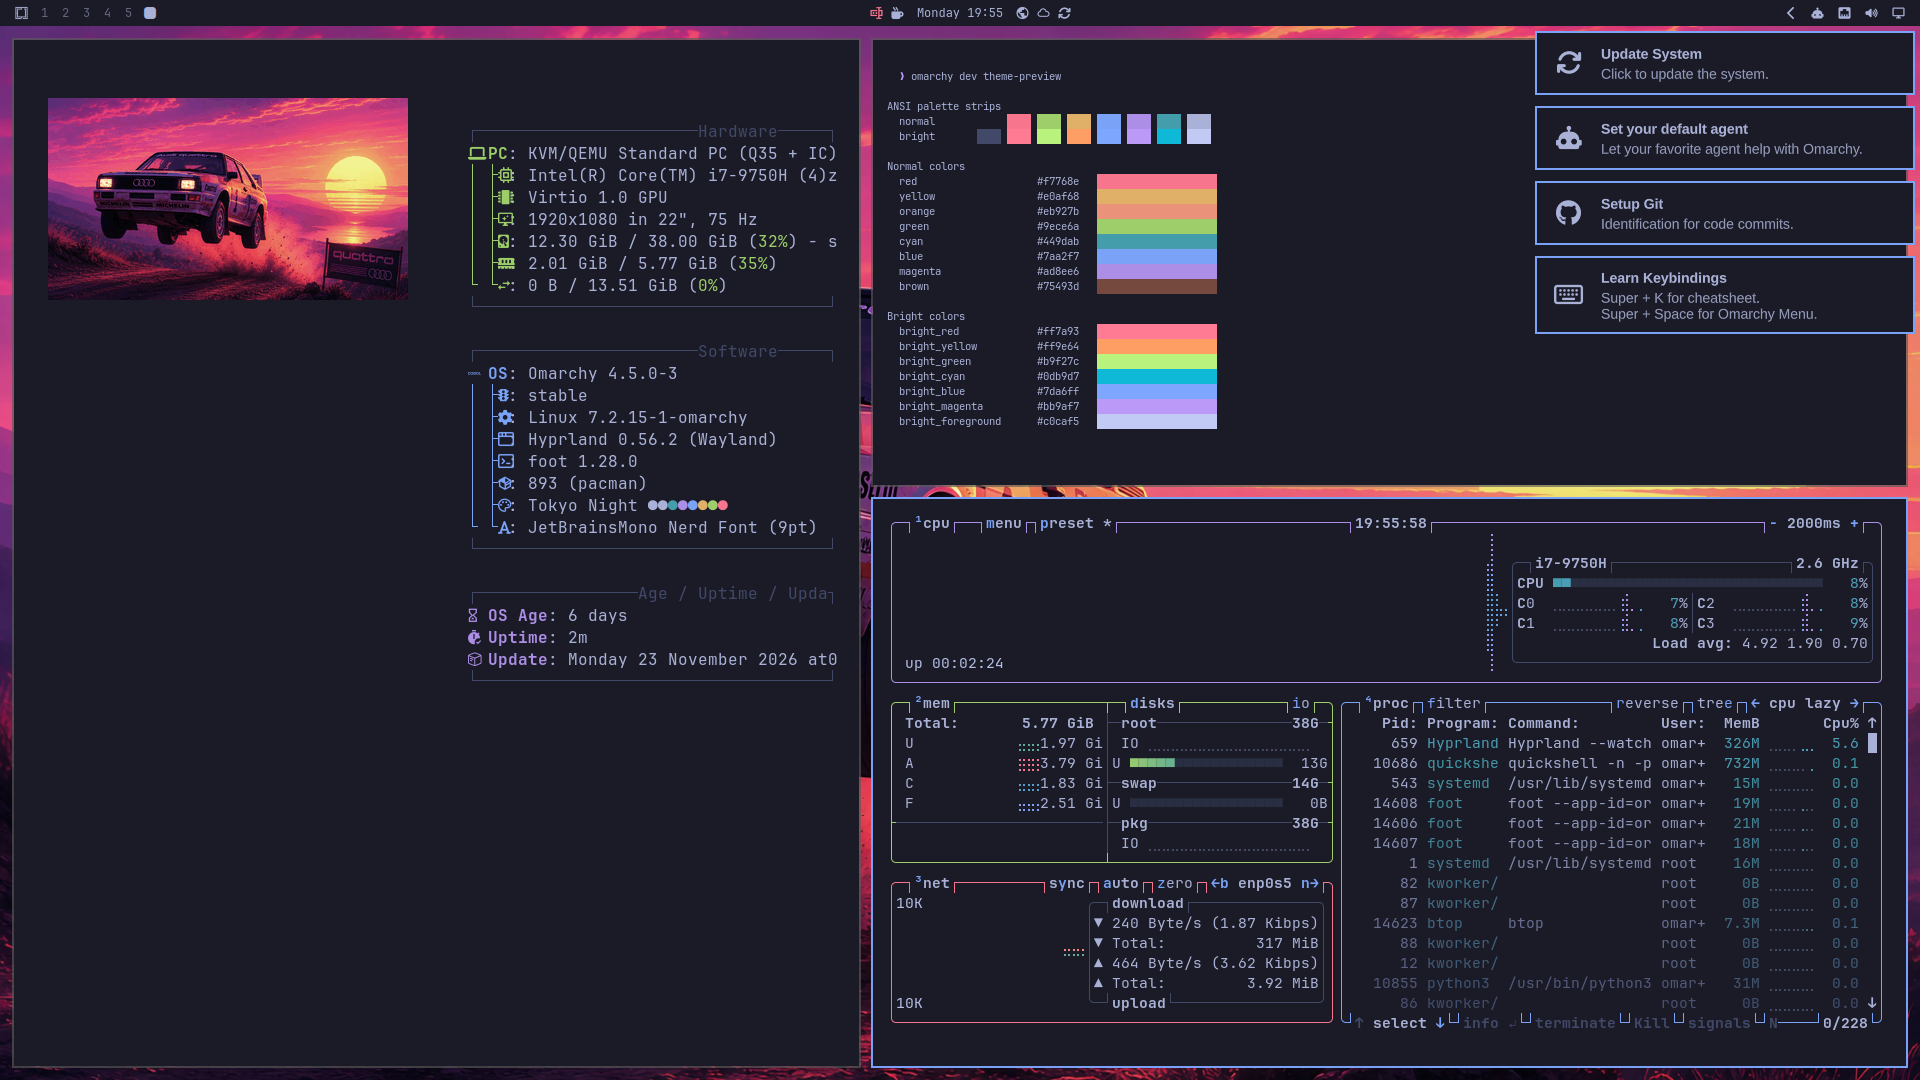 1 2 3 4 5
Monday 19:55
quattro
Hardware
PC: KVM/QEMU Standard PC (Q35 + IC)
Intel(R) Core(TM) i7-9750H (4)z
Virtio 1.0 GPU
1920x1080 in 22", 75 Hz
: 12.30 GiB / 38.00 GiB (32%) - s
2.01 GiB / 5.77 GiB (35%)
: 0 B / 13.51 GiB (0%)
Software
OS: Omarchy 4.5.0-3
: stable
: Linux 7.2.15-1-omarchy
Hyprland 0.56.2 (Wayland)
foot 1.28.0
: 893 (pacman)
: Tokyo Night
: JetBrainsMono Nerd Font (9pt)
Age / Uptime / Upda
OS Age: 6 days
Uptime: 2m
Update: Monday 23 November 2026 at0
❯ omarchy dev theme-preview
ANSI palette strips
normal
bright
Normal colors
red #f7768e
yellow #e0af68
orange #eb927b
green #9ece6a
cyan #449dab
blue #7aa2f7
magenta #ad8ee6
brown #75493d
Bright colors
bright_red #ff7a93
bright_yellow #ff9e64
bright_green #b9f27c
bright_cyan #0db9d7
bright_blue #7da6ff
bright_magenta #bb9af7
bright_foreground #c0caf5
Update System
Click to update the system.
Set your default agent
Let your favorite agent help with Omarchy.
Setup Git
Identification for code commits.
Learn Keybindings
Super + K for cheatsheet.
Super + Space for Omarchy Menu.
¹cpu menu preset * 19:55:58 - 2000ms +
i7-9750H 2.6 GHz
CPU 8%
C0 7% C2 8%
C1 8% C3 9%
Load avg: 4.92 1.90 0.70
up 00:02:24
²mem disks io
Total: 5.77 GiB root 38G
U 1.97 Gi IO
A 3.79 Gi U 13G
C 1.83 Gi swap 14G
F 2.51 Gi U 0B
pkg 38G
IO
³net sync auto zero ←b enp0s5 n→
10K download
▼ 240 Byte/s (1.87 Kibps)
▼ Total: 317 MiB
▲ 464 Byte/s (3.62 Kibps)
▲ Total: 3.92 MiB
10K upload
⁴proc filter reverse tree ← cpu lazy →
Pid: Program: Command: User: MemB Cpu% ↑
659 Hyprland Hyprland --watch omar+ 326M 5.6
10686 quickshe quickshell -n -p omar+ 732M 0.1
543 systemd /usr/lib/systemd omar+ 15M 0.0
14608 foot foot --app-id=or omar+ 19M 0.0
14606 foot foot --app-id=or omar+ 21M 0.0
14607 foot foot --app-id=or omar+ 18M 0.0
1 systemd /usr/lib/systemd root 16M 0.0
82 kworker/ root 0B 0.0
87 kworker/ root 0B 0.0
14623 btop btop omar+ 7.3M 0.1
88 kworker/ root 0B 0.0
12 kworker/ root 0B 0.0
10855 python3 /usr/bin/python3 omar+ 31M 0.0
86 kworker/ root 0B 0.0 ↓
↑ select ↓ info ↵ terminate Kill signals N 0/228